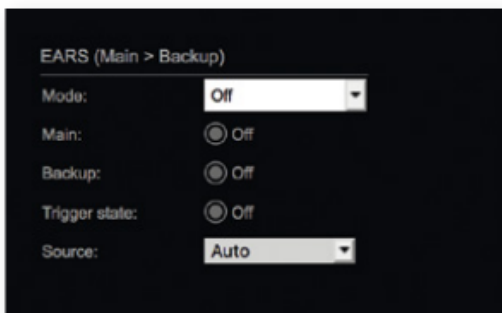 EARS (Main > Backup)
Mode: Off
Main: Off
Backup: Off
Trigger state: Off
Source: Auto